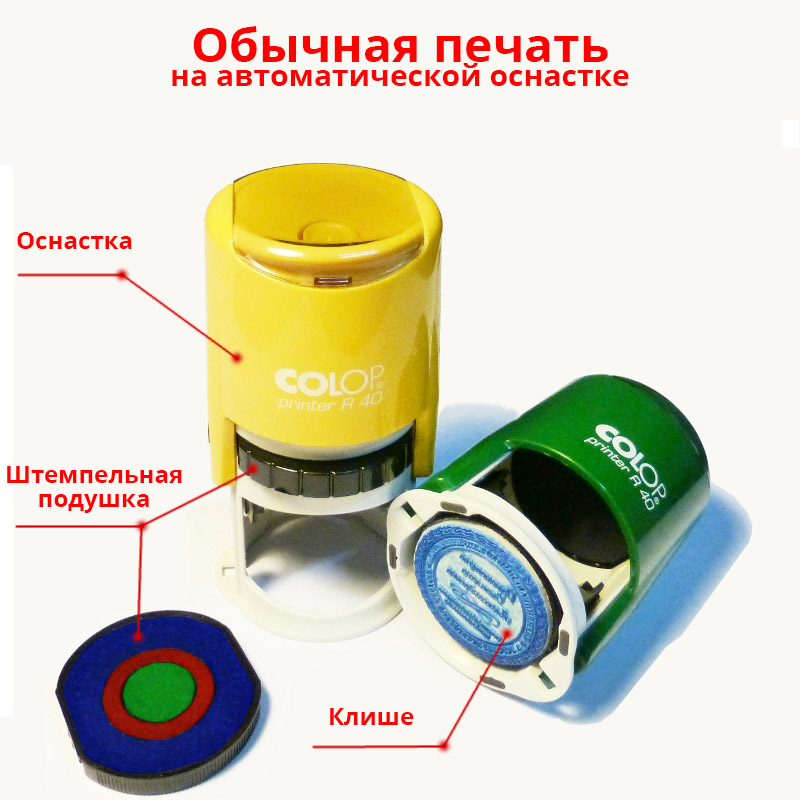 Обычная печать
на автоматической оснастке
Оснастка
COLOP
printer R 40
COLOP
printer R 40
Штемпельная
подушка
Клише